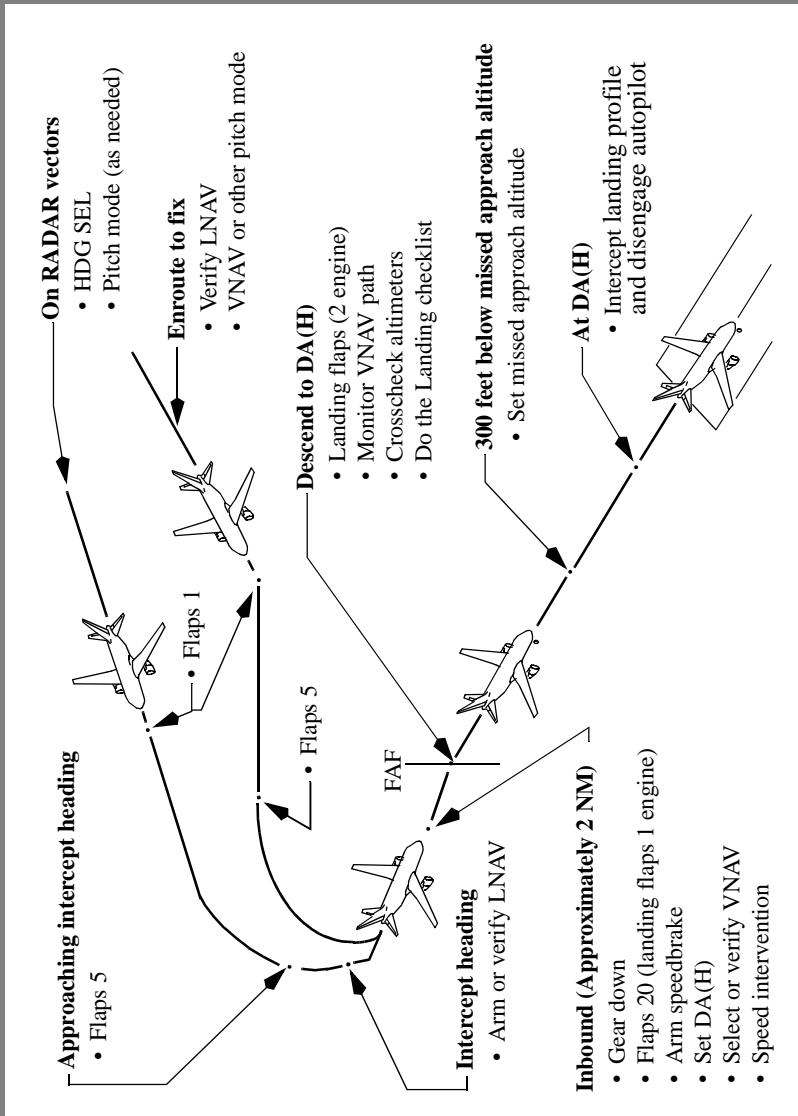 On RADAR vectors
• HDG SEL
• Pitch mode (as needed)
Enroute to fix
• Verify LNAV
• VNAV or other pitch mode
• Flaps 1
Approaching intercept heading
• Flaps 5
• Flaps 5
Intercept heading
• Arm or verify LNAV
Inbound (Approximately 2 NM)
• Gear down
• Flaps 20 (landing flaps 1 engine)
• Arm speedbrake
• Set DA(H)
• Select or verify VNAV
• Speed intervention
FAF
Descend to DA(H)
• Landing flaps (2 engine)
• Monitor VNAV path
• Crosscheck altimeters
• Do the Landing checklist
300 feet below missed approach altitude
• Set missed approach altitude
At DA(H)
• Intercept landing profile
and disengage autopilot